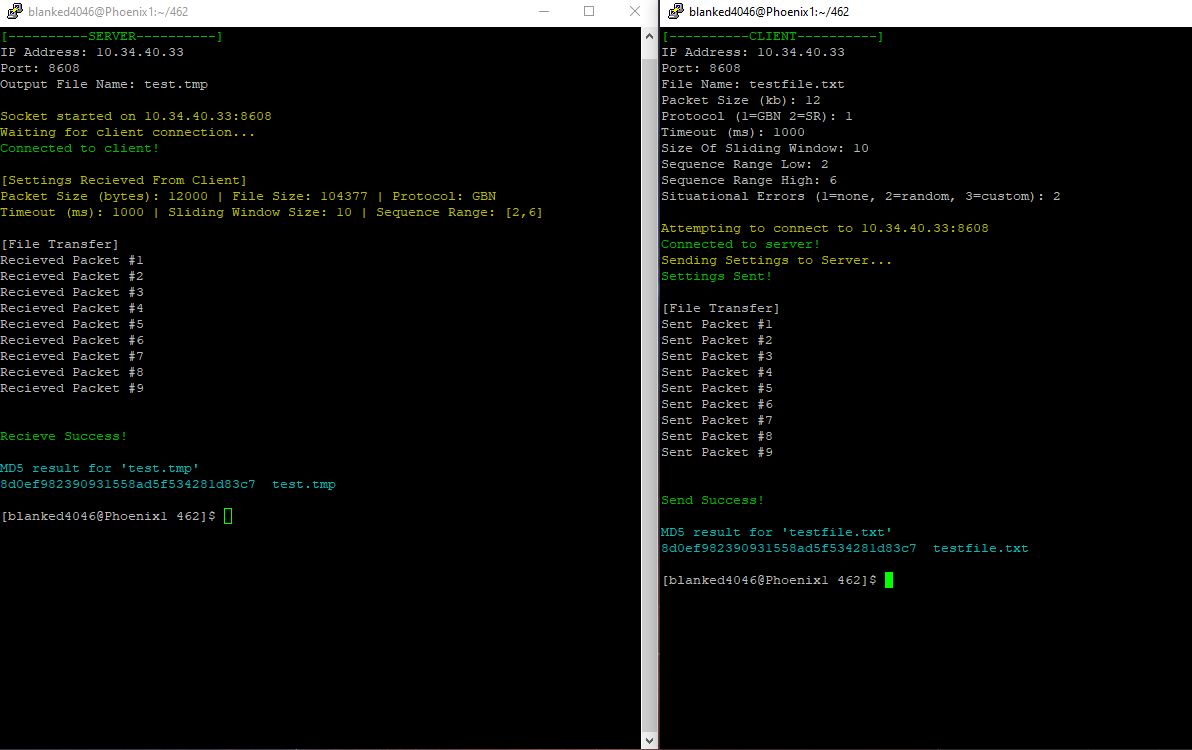 blanked4046@Phoenix1:~/462
[----------SERVER----------]
IP Address: 10.34.40.33
Port: 8608
Output File Name: test.tmp
Socket started on 10.34.40.33:8608
Waiting for client connection...
Connected to client!
[Settings Recieved From Client]
Packet Size (bytes): 12000 | File Size: 104377 | Protocol: GBN
Timeout (ms): 1000 | Sliding Window Size: 10 | Sequence Range: [2,6]
[File Transfer]
Recieved Packet #1
Recieved Packet #2
Recieved Packet #3
Recieved Packet #4
Recieved Packet #5
Recieved Packet #6
Recieved Packet #7
Recieved Packet #8
Recieved Packet #9
Recieve Success!
MD5 result for 'test.tmp'
8d0ef982390931558ad5f534281d83c7  test.tmp
[blanked4046@Phoenix1 462]$
blanked4046@Phoenix1:~/462
[----------CLIENT----------]
IP Address: 10.34.40.33
Port: 8608
File Name: testfile.txt
Packet Size (kb): 12
Protocol (1=GBN 2=SR): 1
Timeout (ms): 1000
Size Of Sliding Window: 10
Sequence Range Low: 2
Sequence Range High: 6
Situational Errors (1=none, 2=random, 3=custom): 2
Attempting to connect to 10.34.40.33:8608
Connected to server!
Sending Settings to Server...
Settings Sent!
[File Transfer]
Sent Packet #1
Sent Packet #2
Sent Packet #3
Sent Packet #4
Sent Packet #5
Sent Packet #6
Sent Packet #7
Sent Packet #8
Sent Packet #9
Send Success!
MD5 result for 'testfile.txt'
8d0ef982390931558ad5f534281d83c7  testfile.txt
[blanked4046@Phoenix1 462]$